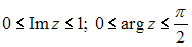 0 ≤ Im z ≤ 1; 0 ≤ arg z ≤ π/2